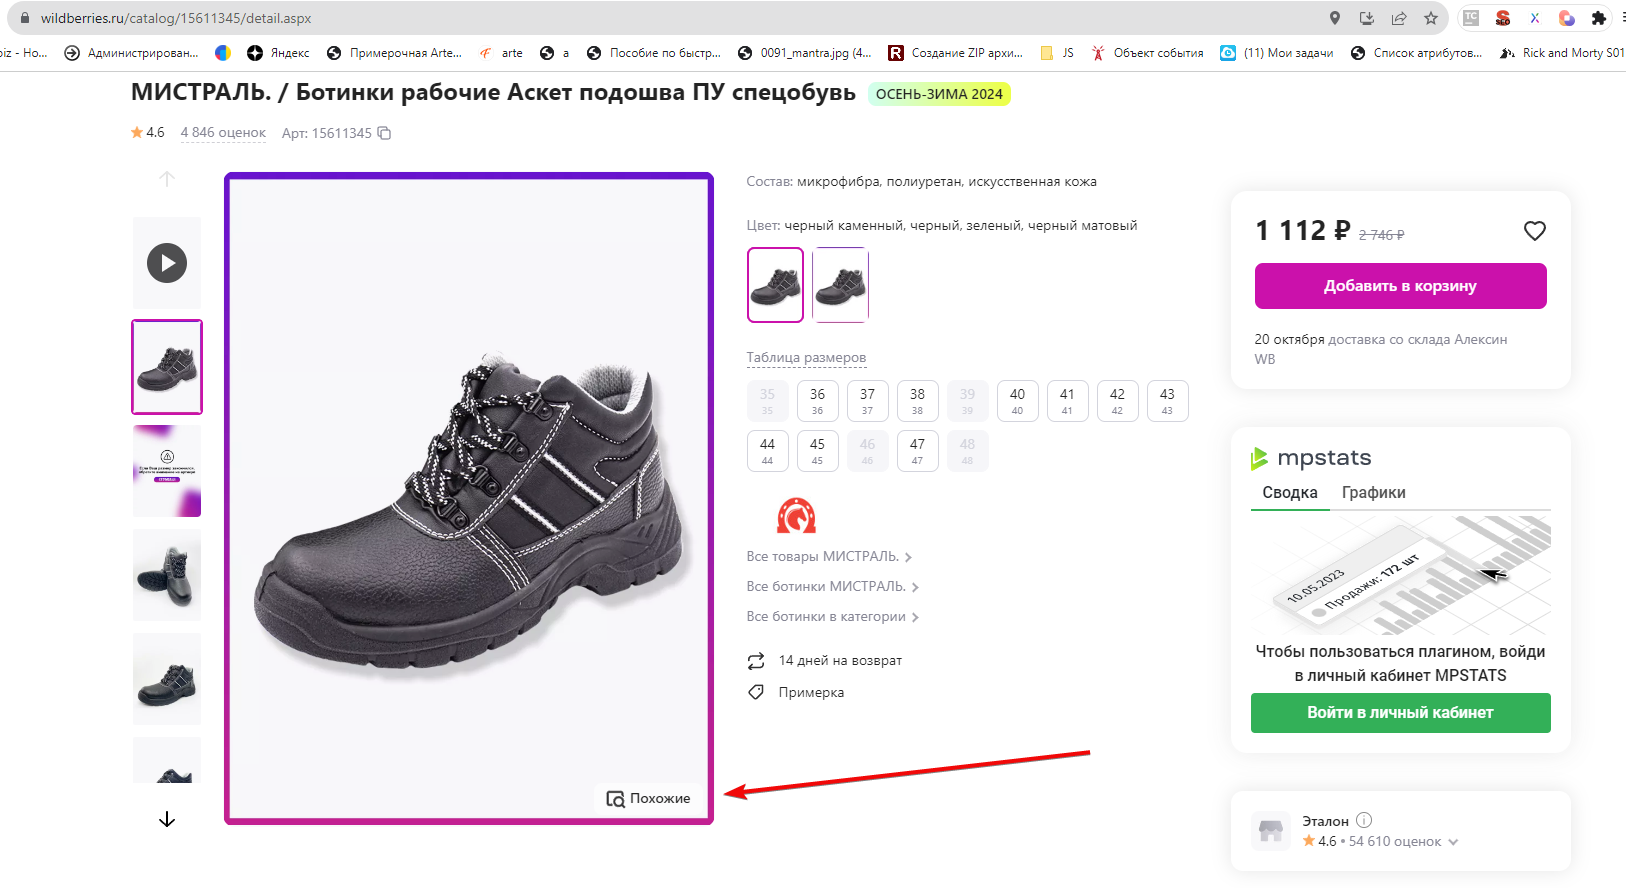 wildberries.ru/catalog/15611345/detail.aspx
TC
SEO
X
oiz - Но...
Администрирован...
Яндекс
Примерочная Arte...
arte
a
Пособие по быстр...
0091_mantra.jpg (4...
R
Создание ZIP архи...
JS
Объект события
(11) Мои задачи
Список атрибутов...
Rick and Morty S01
МИСТРАЛЬ. / Ботинки рабочие Аскет подошва ПУ спецобувь
ОСЕНЬ-ЗИМА 2024
4.6
4 846 оценок
Арт: 15611345
Состав: микрофибра, полиуретан, искусственная кожа
Цвет: черный каменный, черный, зеленый, черный матовый
Таблица размеров
35 36 37 38 39 40 41 42 43
35 36 37 38 39 40 41 42 43
44 45 46 47 48
44 45 46 47 48
Все товары МИСТРАЛЬ.
Все ботинки МИСТРАЛЬ.
Все ботинки в категории
14 дней на возврат
Примерка
Похожие
1 112 ₽ 2 746 ₽
Добавить в корзину
20 октября доставка со склада Алексин
WB
mpstats
Сводка
Графики
10.05.2023
Продажи: 172 шт
Чтобы пользоваться плагином, войди
в личный кабинет MPSTATS
Войти в личный кабинет
Эталон
4.6 • 54 610 оценок